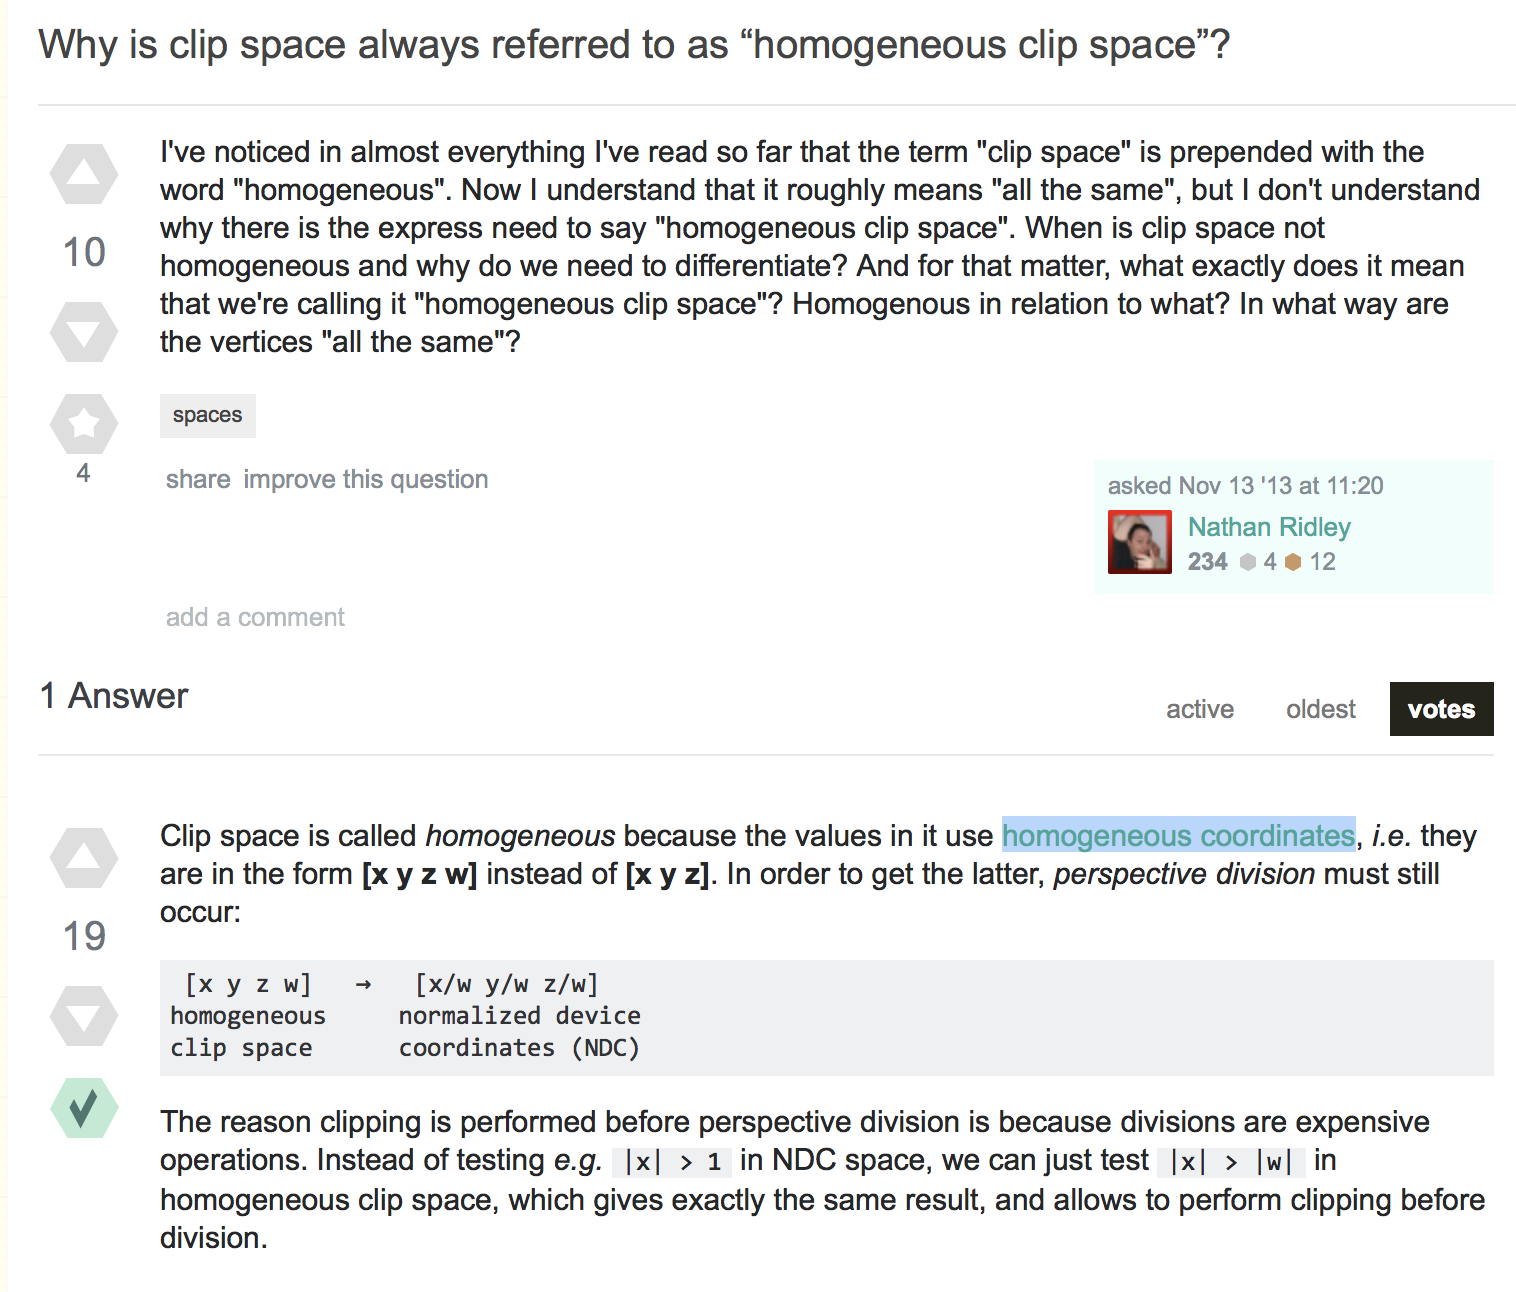 Why is clip space always referred to as “homogeneous clip space”?
I've noticed in almost everything I've read so far that the term "clip space" is prepended with the
word "homogeneous". Now I understand that it roughly means "all the same", but I don't understand
why there is the express need to say "homogeneous clip space". When is clip space not
10
homogeneous and why do we need to differentiate? And for that matter, what exactly does it mean
that we're calling it "homogeneous clip space"? Homogenous in relation to what? In what way are
the vertices "all the same"?
spaces
4
share improve this question
asked Nov 13 '13 at 11:20
Nathan Ridley
234 4 12
add a comment
1 Answer
active oldest votes
Clip space is called homogeneous because the values in it use homogeneous coordinates, i.e. they
are in the form [x y z w] instead of [x y z]. In order to get the latter, perspective division must still
occur:
19
[x y z w] → [x/w y/w z/w]
homogeneous normalized device
clip space coordinates (NDC)
The reason clipping is performed before perspective division is because divisions are expensive
operations. Instead of testing e.g. |x| > 1 in NDC space, we can just test |x| > |w| in
homogeneous clip space, which gives exactly the same result, and allows to perform clipping before
division.